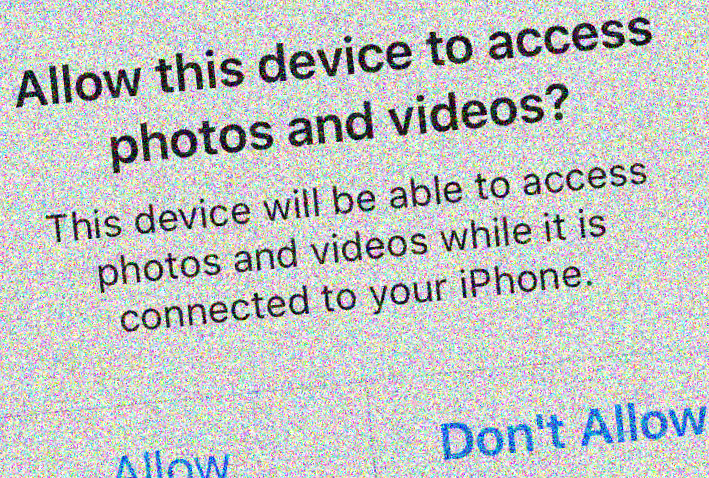 Allow this device to access
photos and videos?
This device will be able to access
photos and videos while it is
connected to your iPhone.
Allow
Don't Allow